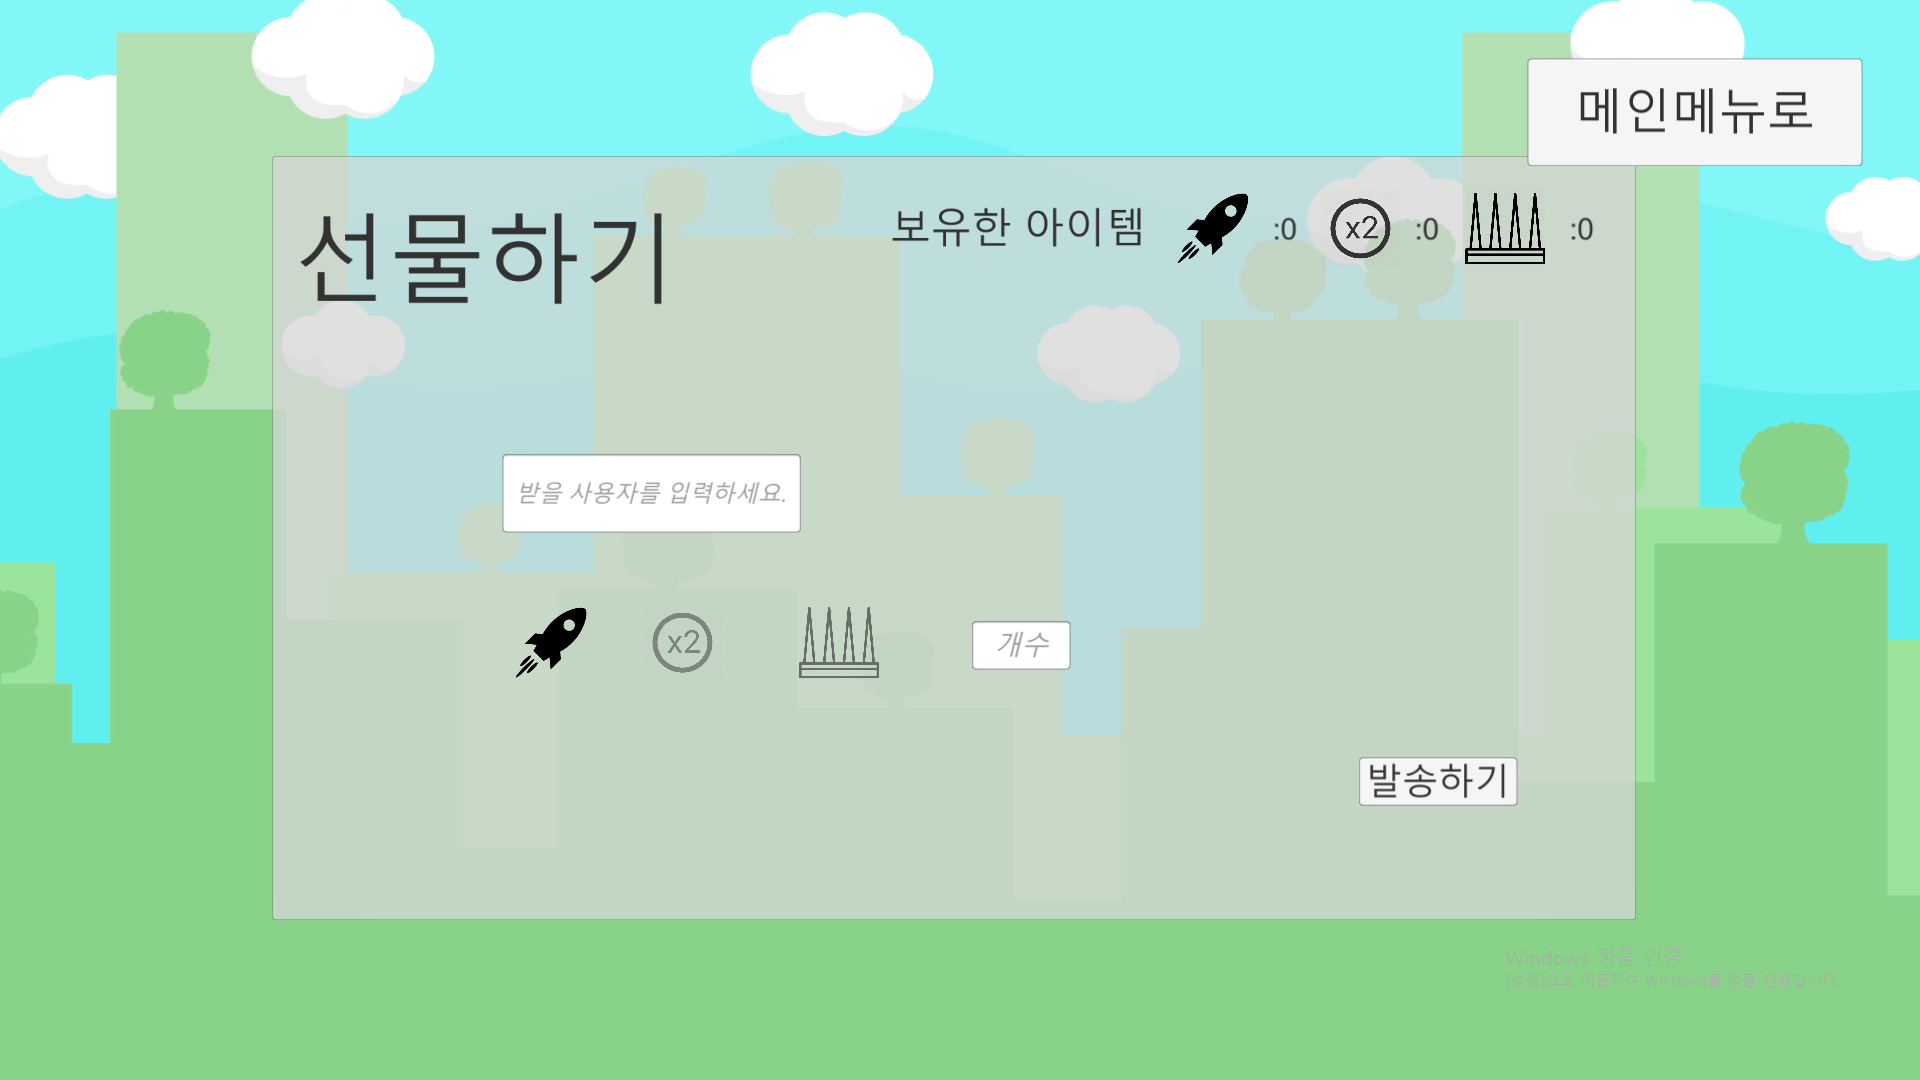 메인메뉴로
선물하기
보유한 아이템 :0 x2 :0 :0
받을 사용자를 입력하세요.
x2 개수
발송하기
Windows 정품 인증
[설정]으로 이동하여 Windows를 정품 인증합니다.